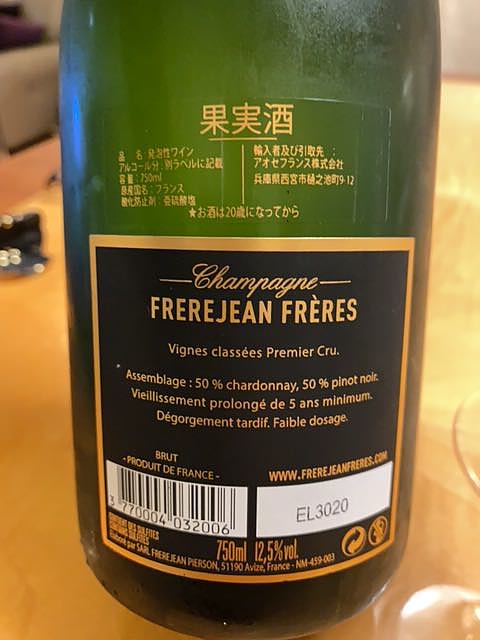 果実酒
品 名:発泡性ワイン
アルコール分:別ラベルに記載
容量:750ml
原産国名:フランス
酸化防止剤:亜硫酸塩
輸入者及び引取先:
アオセフランス株式会社
兵庫県西宮市樋之池町9-12
★お酒は20歳になってから
Champagne
FREREJEAN FRÈRES
Vignes classées Premier Cru.
Assemblage : 50 % chardonnay, 50 % pinot noir.
Vieillissement prolongé de 5 ans minimum.
Dégorgement tardif. Faible dosage.
BRUT
- PRODUIT DE FRANCE -
WWW.FREREJEANFRERES.COM
3 770004 032006
EL3020
CONTIENT DES SULFITES
CONTAINS SULFITES
750ml 12,5%vol.
Elaboré par SARL FREREJEAN PIERSON, 51190 Avize, France - NM-459-003